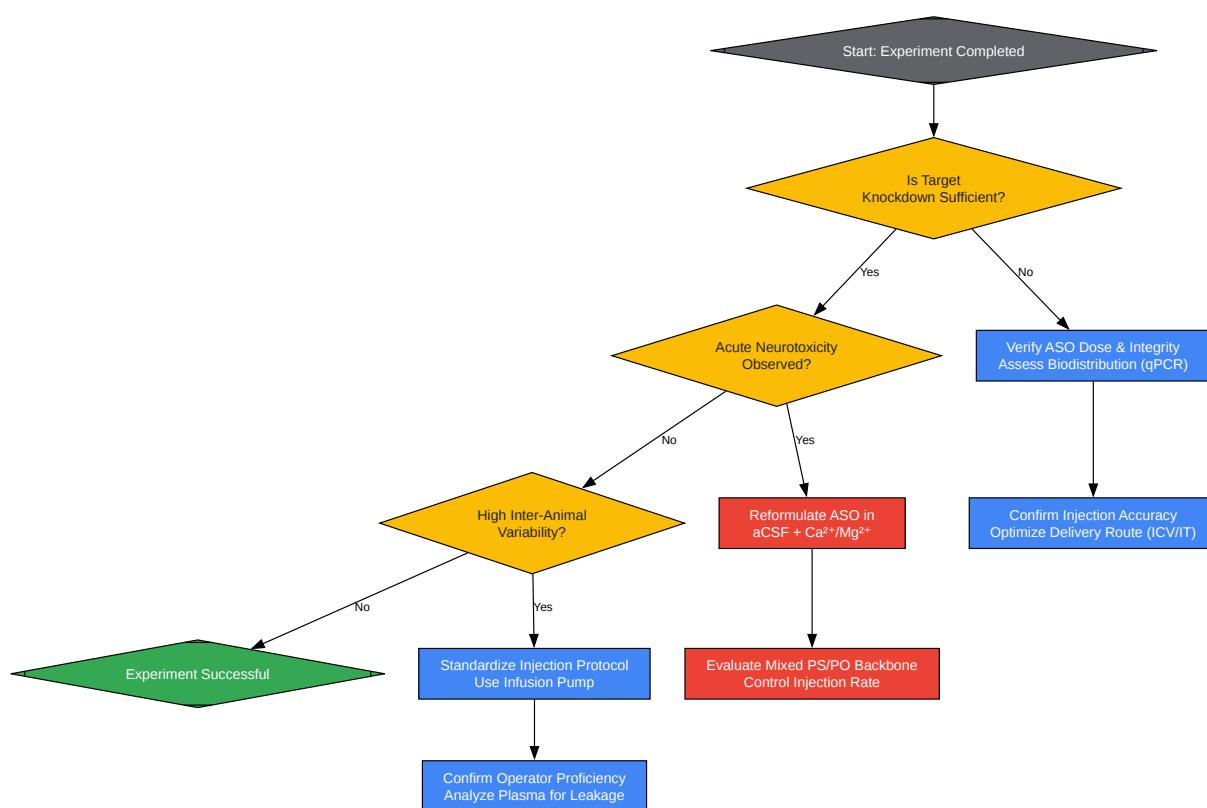 Start: Experiment Completed
Is Target
Knockdown Sufficient?
Yes
No
Acute Neurotoxicity
Observed?
Verify ASO Dose & Integrity
Assess Biodistribution (qPCR)
No
Yes
High Inter-Animal
Variability?
Reformulate ASO in
aCSF + Ca²⁺/Mg²⁺
Confirm Injection Accuracy
Optimize Delivery Route (ICV/IT)
No
Yes
Experiment Successful
Standardize Injection Protocol
Use Infusion Pump
Evaluate Mixed PS/PO Backbone
Control Injection Rate
Confirm Operator Proficiency
Analyze Plasma for Leakage